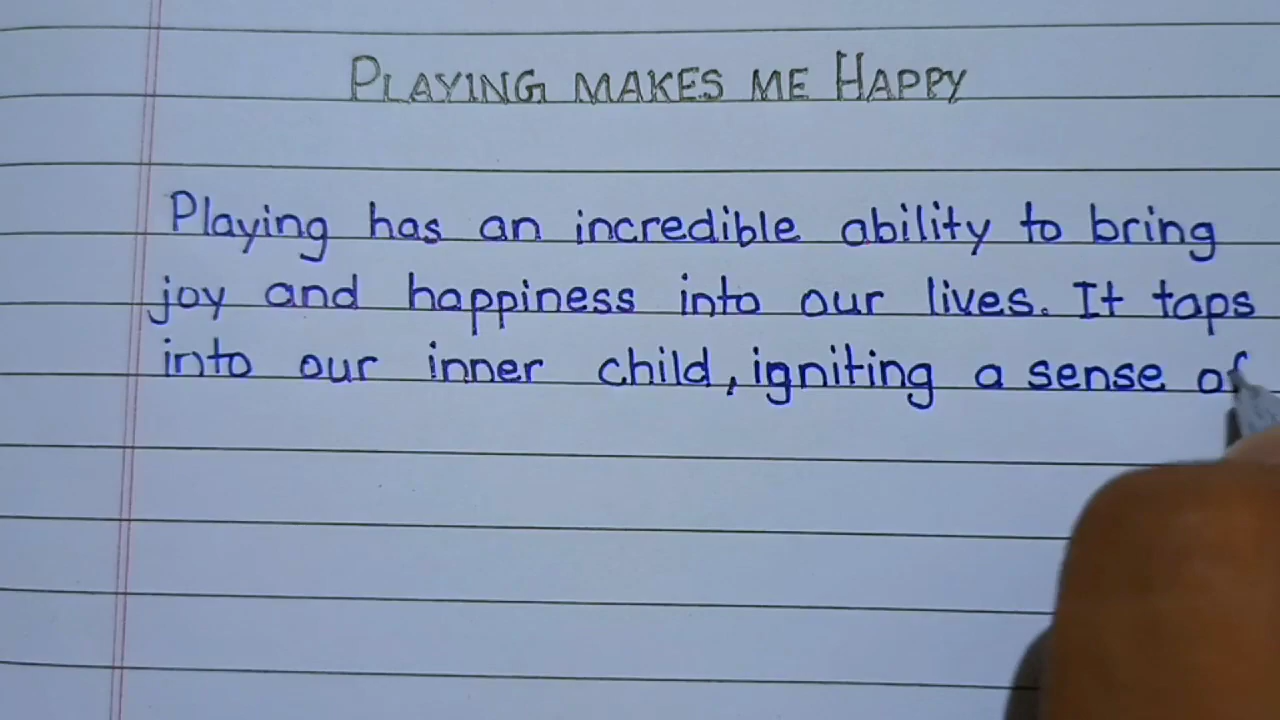 PLAYING MAKES ME HAPPY
Playing has an incredible ability to bring
joy and happiness into our lives. It taps
into our inner child, igniting a sense of